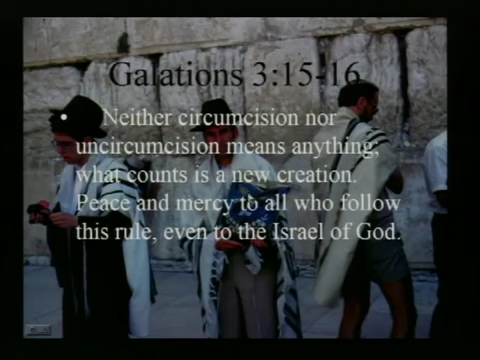 Galations 3:15-16
• Neither circumcision nor
uncircumcision means anything;
what counts is a new creation.
Peace and mercy to all who follow
this rule, even to the Israel of God.